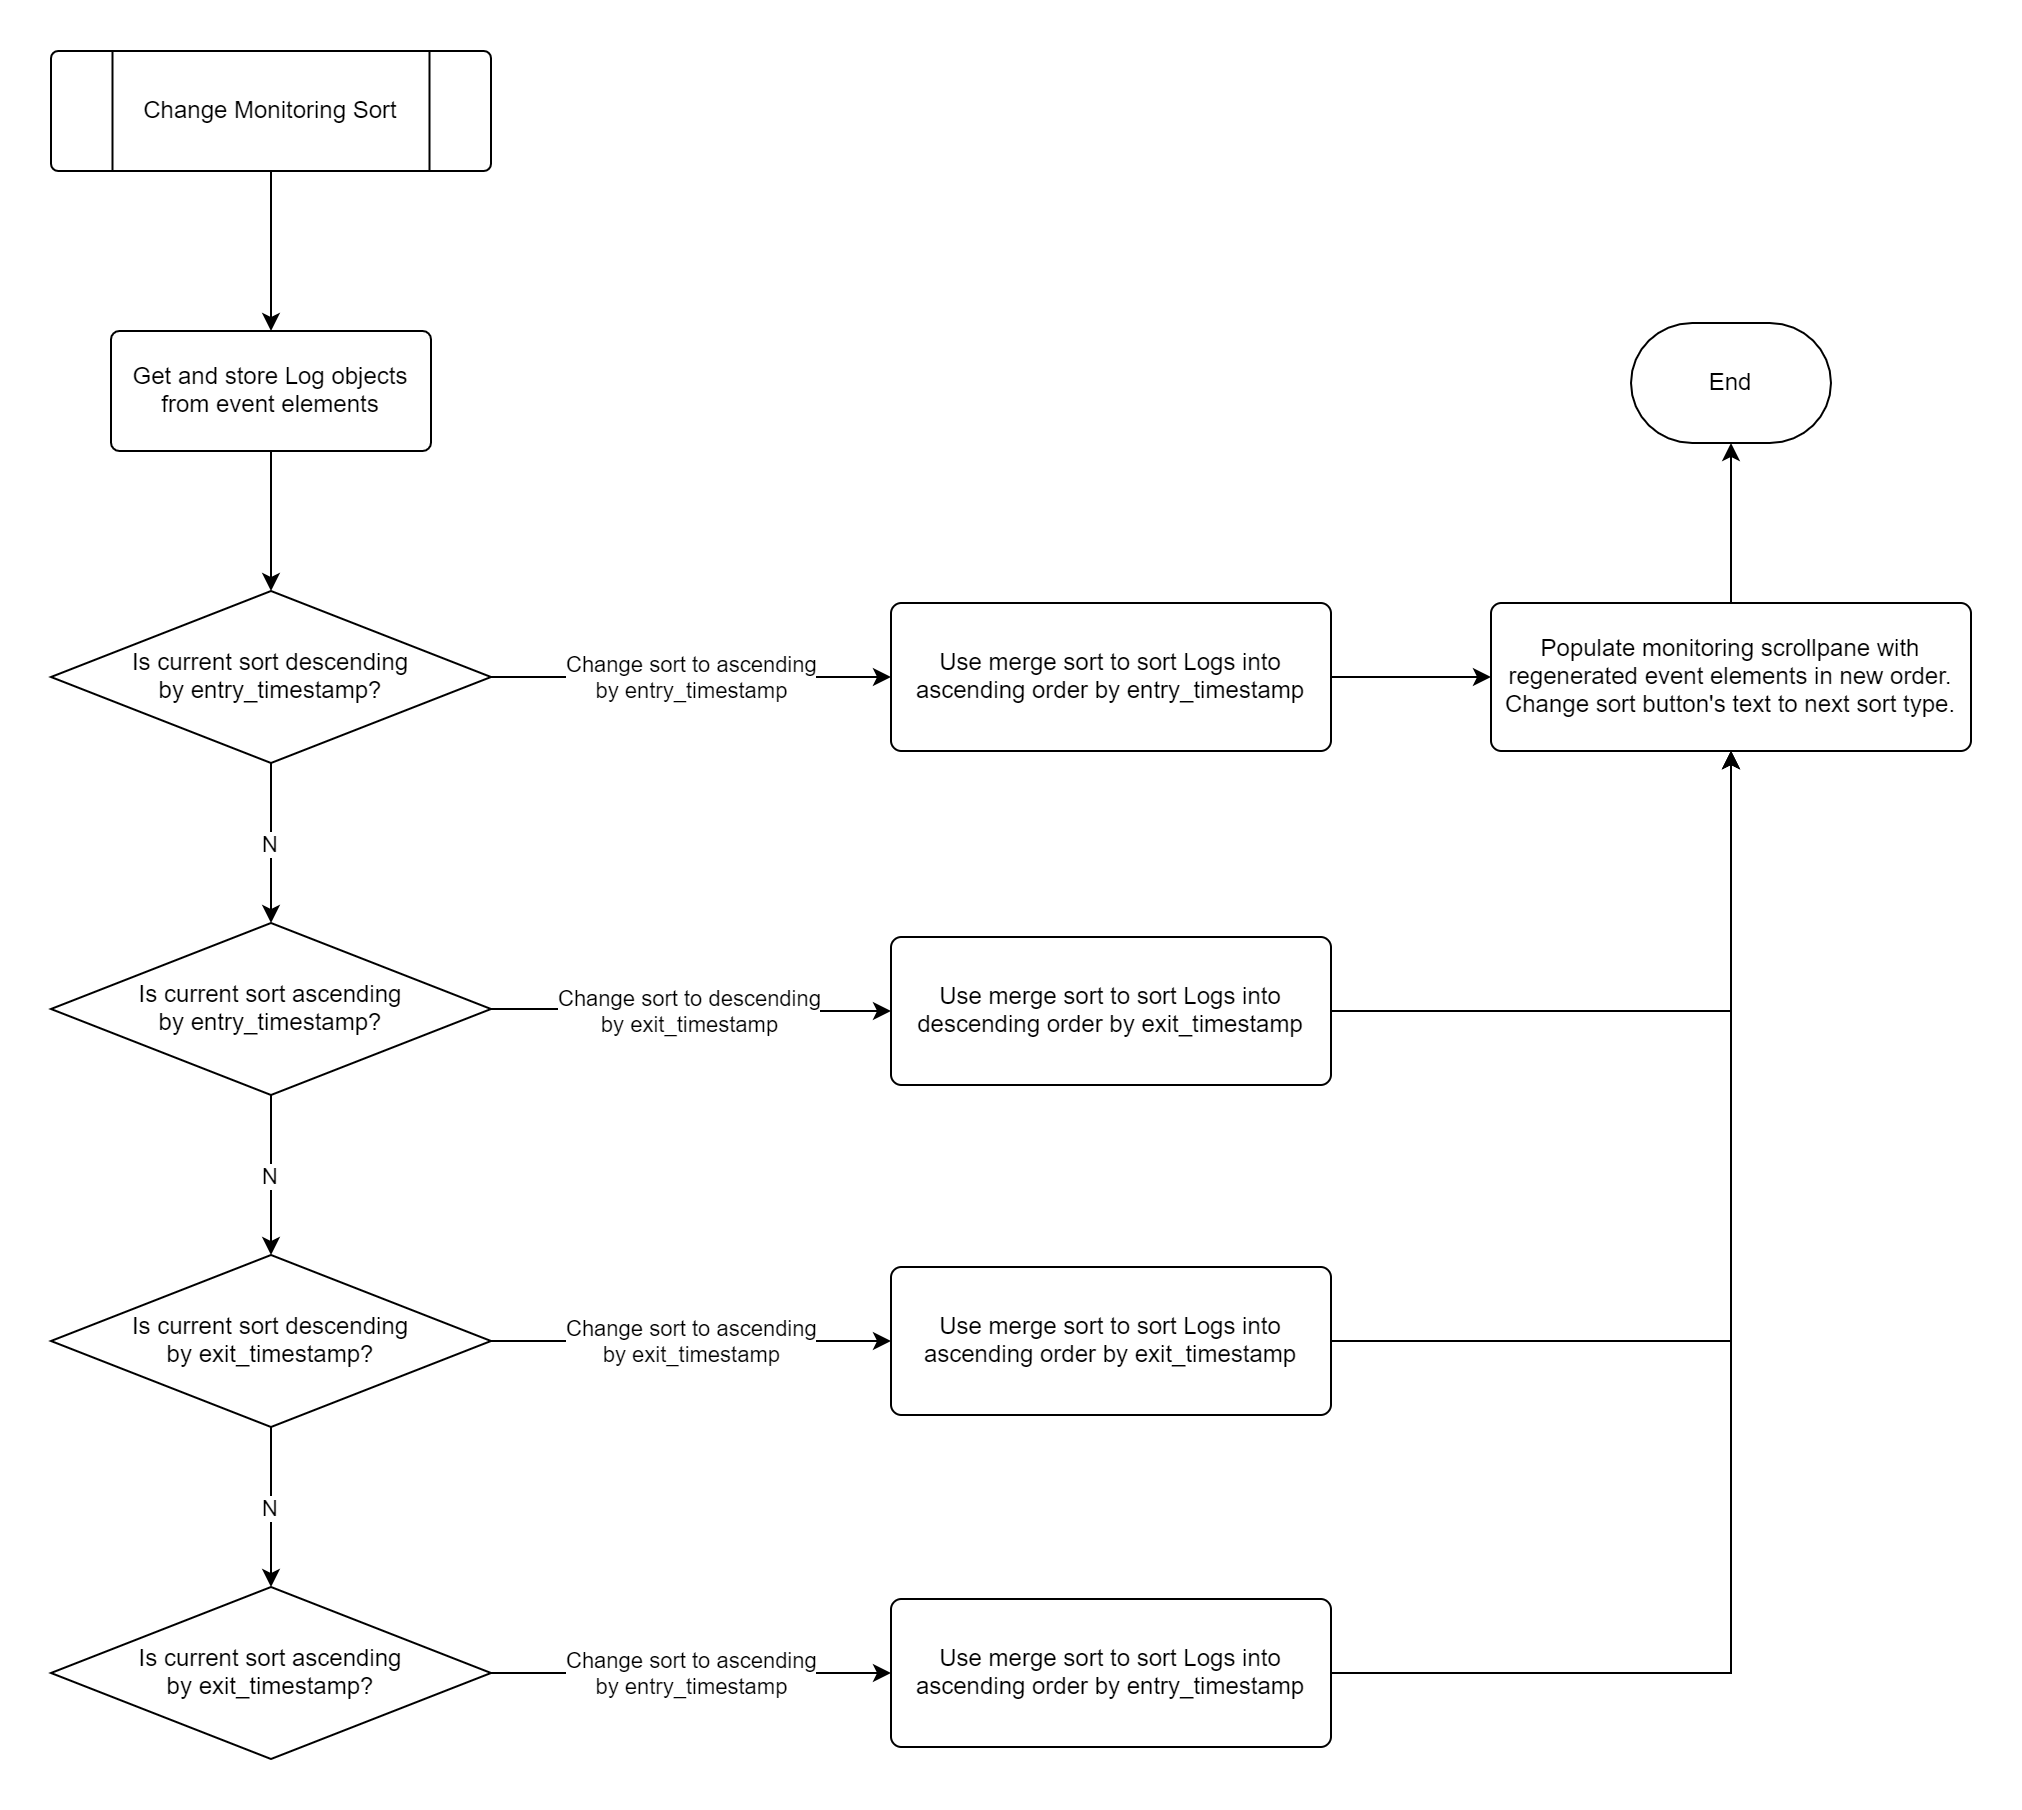 Change Monitoring Sort
Get and store Log objects
from event elements
End
Is current sort descending
by entry_timestamp?
Change sort to ascending
by entry_timestamp
Use merge sort to sort Logs into
ascending order by entry_timestamp
Populate monitoring scrollpane with
regenerated event elements in new order.
Change sort button's text to next sort type.
N
Is current sort ascending
by entry_timestamp?
Change sort to descending
by exit_timestamp
Use merge sort to sort Logs into
descending order by exit_timestamp
N
Is current sort descending
by exit_timestamp?
Change sort to ascending
by exit_timestamp
Use merge sort to sort Logs into
ascending order by exit_timestamp
N
Is current sort ascending
by exit_timestamp?
Change sort to ascending
by entry_timestamp
Use merge sort to sort Logs into
ascending order by entry_timestamp